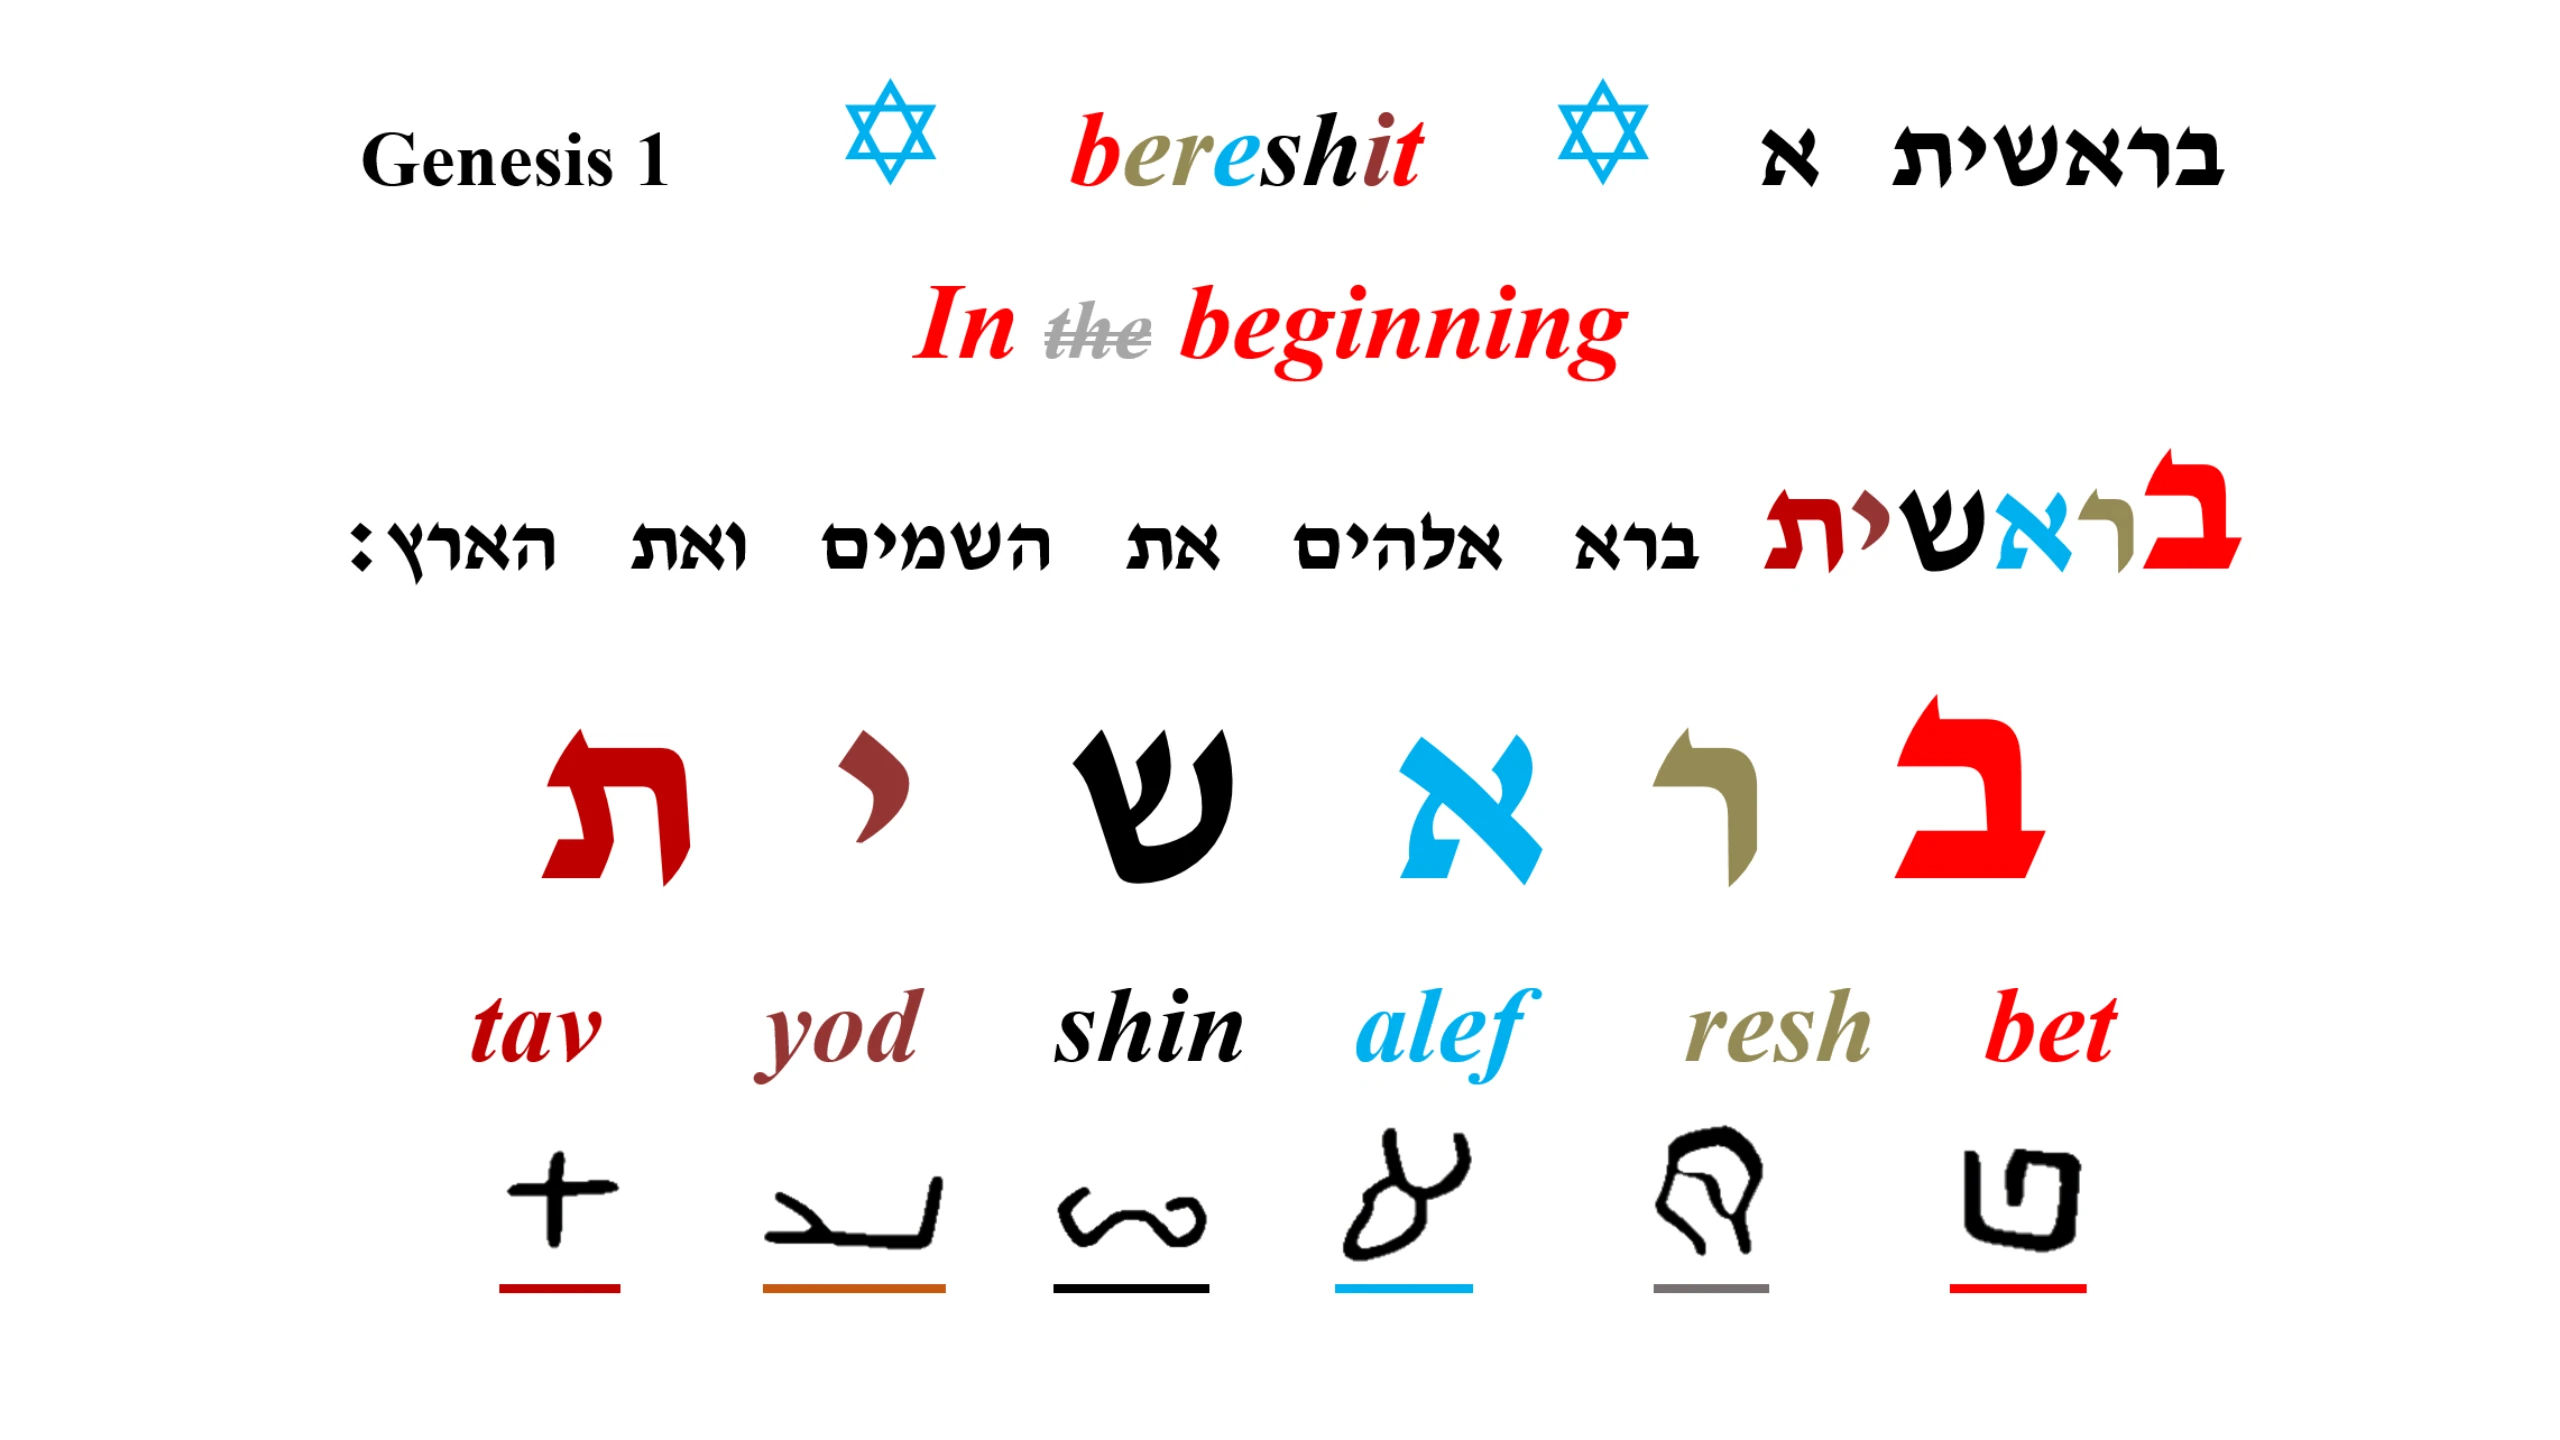 Genesis 1 ✡ bereshit ✡ בראשית א
In the beginning
בראשית ברא אלהים את השמים ואת הארץ:
ב ר א ש י ת
tav yod shin alef resh bet